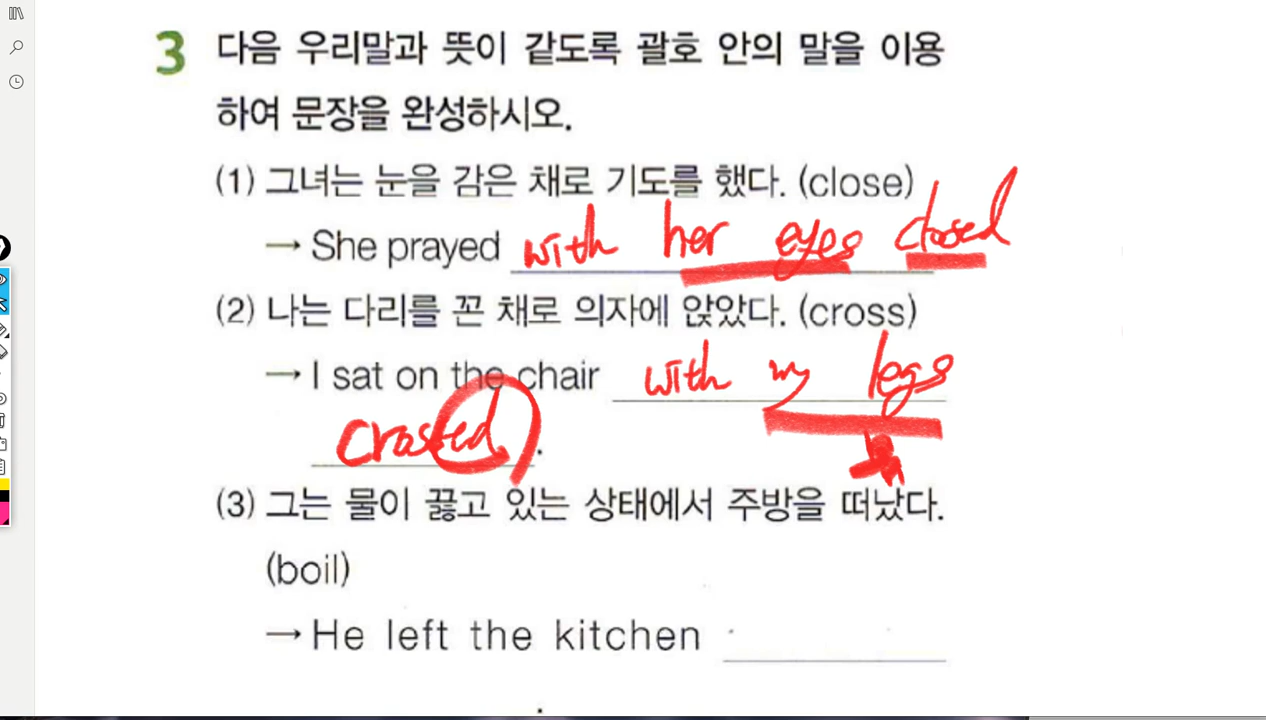 3 다음 우리말과 뜻이 같도록 괄호 안의 말을 이용
하여 문장을 완성하시오.
(1) 그녀는 눈을 감은 채로 기도를 했다. (close)
→ She prayed with her eyes closed
(2) 나는 다리를 꼰 채로 의자에 앉았다. (cross)
→ I sat on the chair with my legs
crossed.
(3) 그는 물이 끓고 있는 상태에서 주방을 떠났다.
(boil)
→ He left the kitchen